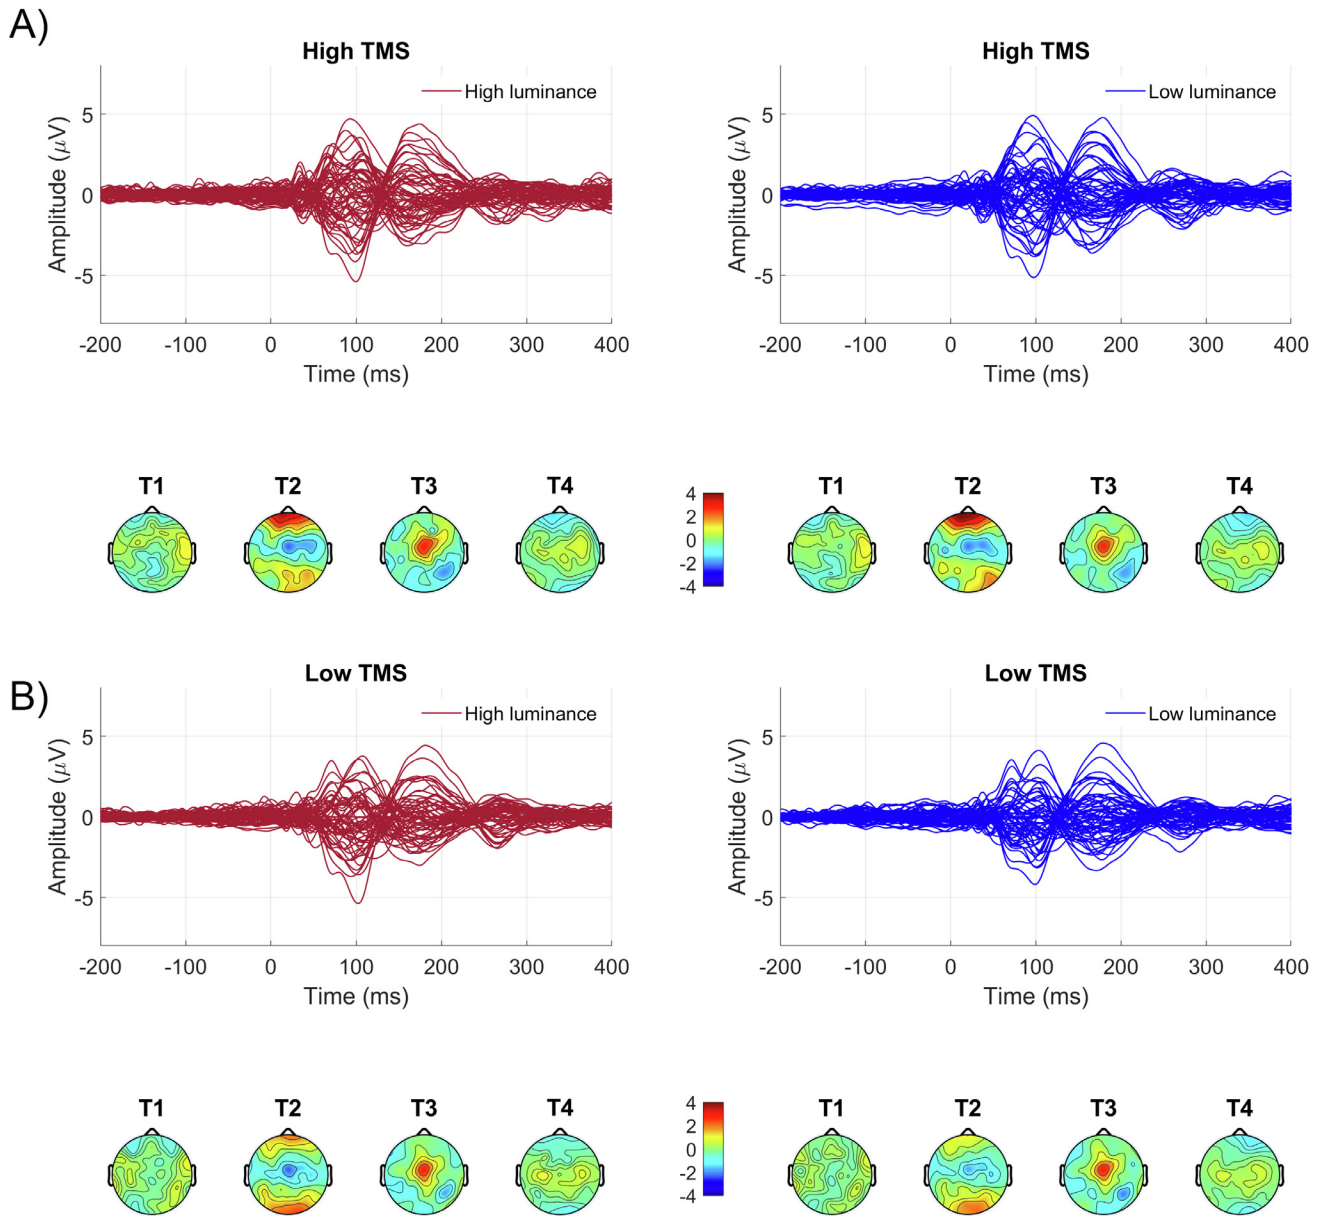 A)
High TMS
High luminance
Amplitude (μV)
5
0
-5
-200 -100 0 100 200 300 400
Time (ms)
High TMS
Low luminance
Amplitude (μV)
5
0
-5
-200 -100 0 100 200 300 400
Time (ms)
T1 T2 T3 T4
4
2
0
-2
-4
T1 T2 T3 T4
B)
Low TMS
High luminance
Amplitude (μV)
5
0
-5
-200 -100 0 100 200 300 400
Time (ms)
Low TMS
Low luminance
Amplitude (μV)
5
0
-5
-200 -100 0 100 200 300 400
Time (ms)
T1 T2 T3 T4
4
2
0
-2
-4
T1 T2 T3 T4